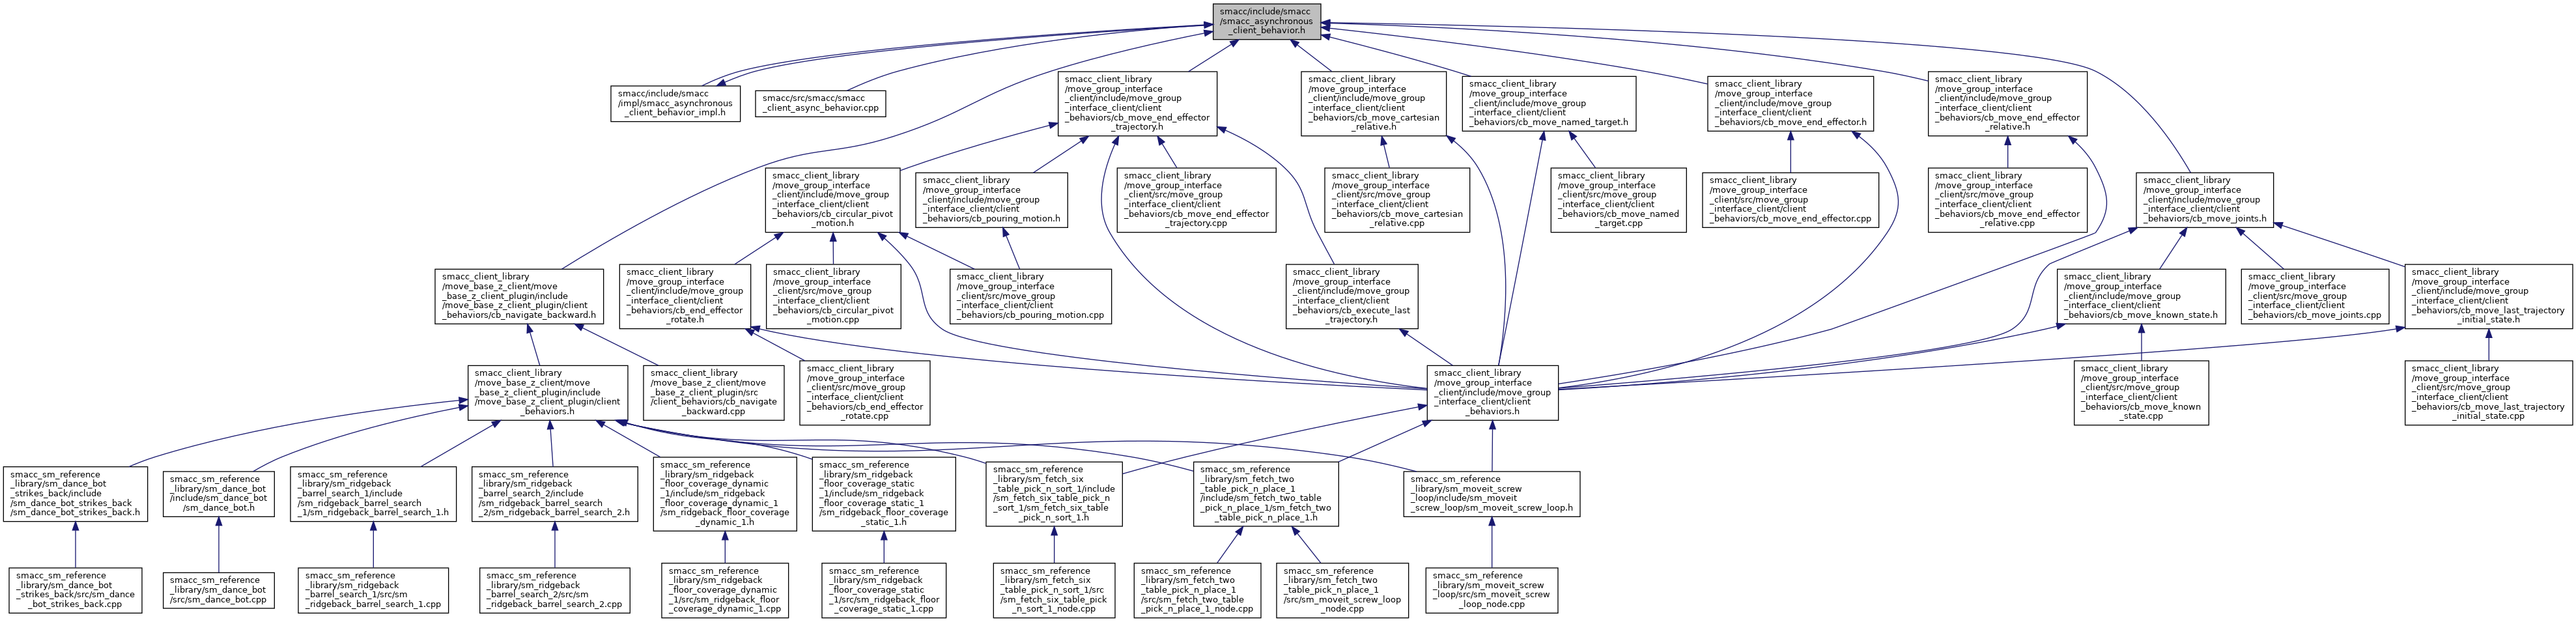 smacc/include/smacc
/smacc_asynchronous
_client_behavior.h
smacc/include/smacc
/impl/smacc_asynchronous
_client_behavior_impl.h
smacc/src/smacc/smacc
_client_async_behavior.cpp
smacc_client_library
/move_group_interface
_client/include/move_group
_interface_client/client
_behaviors/cb_move_end_effector
_trajectory.h
smacc_client_library
/move_group_interface
_client/include/move_group
_interface_client/client
_behaviors/cb_move_cartesian
_relative.h
smacc_client_library
/move_group_interface
_client/include/move_group
_interface_client/client
_behaviors/cb_move_named_target.h
smacc_client_library
/move_group_interface
_client/include/move_group
_interface_client/client
_behaviors/cb_move_end_effector.h
smacc_client_library
/move_group_interface
_client/include/move_group
_interface_client/client
_behaviors/cb_move_end_effector
_relative.h
smacc_client_library
/move_group_interface
_client/include/move_group
_interface_client/client
_behaviors/cb_circular_pivot
_motion.h
smacc_client_library
/move_group_interface
_client/include/move_group
_interface_client/client
_behaviors/cb_pouring_motion.h
smacc_client_library
/move_group_interface
_client/src/move_group
_interface_client/client
_behaviors/cb_move_end_effector
_trajectory.cpp
smacc_client_library
/move_group_interface
_client/src/move_group
_interface_client/client
_behaviors/cb_move_cartesian
_relative.cpp
smacc_client_library
/move_group_interface
_client/src/move_group
_interface_client/client
_behaviors/cb_move_named
_target.cpp
smacc_client_library
/move_group_interface
_client/src/move_group
_interface_client/client
_behaviors/cb_move_end_effector.cpp
smacc_client_library
/move_group_interface
_client/src/move_group
_interface_client/client
_behaviors/cb_move_end_effector
_relative.cpp
smacc_client_library
/move_group_interface
_client/include/move_group
_interface_client/client
_behaviors/cb_move_joints.h
smacc_client_library
/move_base_z_client/move
_base_z_client_plugin/include
/move_base_z_client_plugin/client
_behaviors/cb_navigate_backward.h
smacc_client_library
/move_group_interface
_client/include/move_group
_interface_client/client
_behaviors/cb_end_effector
_rotate.h
smacc_client_library
/move_group_interface
_client/src/move_group
_interface_client/client
_behaviors/cb_circular_pivot
_motion.cpp
smacc_client_library
/move_group_interface
_client/src/move_group
_interface_client/client
_behaviors/cb_pouring_motion.cpp
smacc_client_library
/move_group_interface
_client/include/move_group
_interface_client/client
_behaviors/cb_execute_last
_trajectory.h
smacc_client_library
/move_group_interface
_client/include/move_group
_interface_client/client
_behaviors/cb_move_known_state.h
smacc_client_library
/move_group_interface
_client/src/move_group
_interface_client/client
_behaviors/cb_move_joints.cpp
smacc_client_library
/move_group_interface
_client/include/move_group
_interface_client/client
_behaviors/cb_move_last_trajectory
_initial_state.h
smacc_client_library
/move_base_z_client/move
_base_z_client_plugin/include
/move_base_z_client_plugin/client
_behaviors.h
smacc_client_library
/move_base_z_client/move
_base_z_client_plugin/src
/client_behaviors/cb_navigate
_backward.cpp
smacc_client_library
/move_group_interface
_client/src/move_group
_interface_client/client
_behaviors/cb_end_effector
_rotate.cpp
smacc_client_library
/move_group_interface
_client/include/move_group
_interface_client/client
_behaviors.h
smacc_client_library
/move_group_interface
_client/src/move_group
_interface_client/client
_behaviors/cb_move_known
_state.cpp
smacc_client_library
/move_group_interface
_client/src/move_group
_interface_client/client
_behaviors/cb_move_last_trajectory
_initial_state.cpp
smacc_sm_reference
_library/sm_dance_bot
_strikes_back/include
/sm_dance_bot_strikes_back
/sm_dance_bot_strikes_back.h
smacc_sm_reference
_library/sm_dance_bot
/include/sm_dance_bot
/sm_dance_bot.h
smacc_sm_reference
_library/sm_ridgeback
_barrel_search_1/include
/sm_ridgeback_barrel_search
_1/sm_ridgeback_barrel_search_1.h
smacc_sm_reference
_library/sm_ridgeback
_barrel_search_2/include
/sm_ridgeback_barrel_search
_2/sm_ridgeback_barrel_search_2.h
smacc_sm_reference
_library/sm_ridgeback
_floor_coverage_dynamic
_1/include/sm_ridgeback
_floor_coverage_dynamic_1
/sm_ridgeback_floor_coverage
_dynamic_1.h
smacc_sm_reference
_library/sm_ridgeback
_floor_coverage_static
_1/include/sm_ridgeback
_floor_coverage_static_1
/sm_ridgeback_floor_coverage
_static_1.h
smacc_sm_reference
_library/sm_fetch_six
_table_pick_n_sort_1/include
/sm_fetch_six_table_pick_n
_sort_1/sm_fetch_six_table
_pick_n_sort_1.h
smacc_sm_reference
_library/sm_fetch_two
_table_pick_n_place_1
/include/sm_fetch_two_table
_pick_n_place_1/sm_fetch_two
_table_pick_n_place_1.h
smacc_sm_reference
_library/sm_moveit_screw
_loop/include/sm_moveit
_screw_loop/sm_moveit_screw_loop.h
smacc_sm_reference
_library/sm_dance_bot
_strikes_back/src/sm_dance
_bot_strikes_back.cpp
smacc_sm_reference
_library/sm_dance_bot
/src/sm_dance_bot.cpp
smacc_sm_reference
_library/sm_ridgeback
_barrel_search_1/src/sm
_ridgeback_barrel_search_1.cpp
smacc_sm_reference
_library/sm_ridgeback
_barrel_search_2/src/sm
_ridgeback_barrel_search_2.cpp
smacc_sm_reference
_library/sm_ridgeback
_floor_coverage_dynamic
_1/src/sm_ridgeback_floor
_coverage_dynamic_1.cpp
smacc_sm_reference
_library/sm_ridgeback
_floor_coverage_static
_1/src/sm_ridgeback_floor
_coverage_static_1.cpp
smacc_sm_reference
_library/sm_fetch_six
_table_pick_n_sort_1/src
/sm_fetch_six_table_pick
_n_sort_1_node.cpp
smacc_sm_reference
_library/sm_fetch_two
_table_pick_n_place_1
/src/sm_fetch_two_table
_pick_n_place_1_node.cpp
smacc_sm_reference
_library/sm_fetch_two
_table_pick_n_place_1
/src/sm_moveit_screw_loop
_node.cpp
smacc_sm_reference
_library/sm_moveit_screw
_loop/src/sm_moveit_screw
_loop_node.cpp